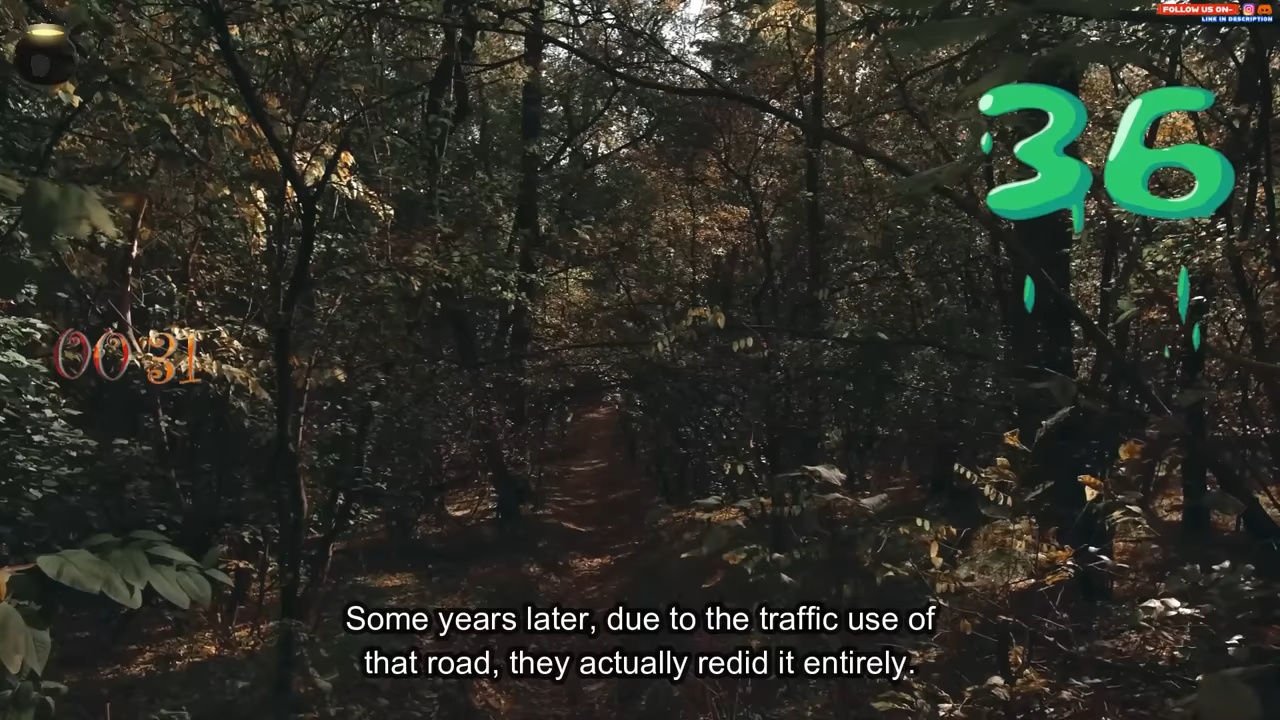 FOLLOW US ON-
LINK IN DESCRIPTION
36
00:31
Some years later, due to the traffic use of
that road, they actually redid it entirely.